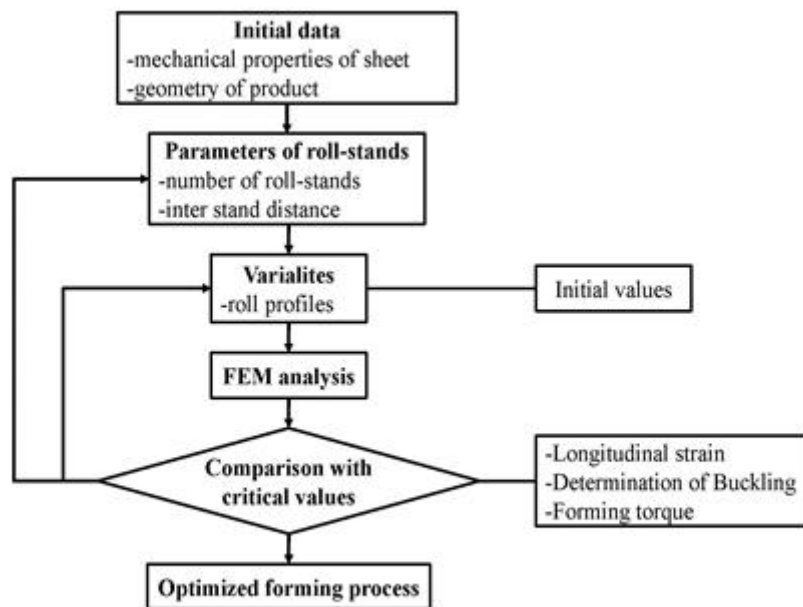 Initial data
-mechanical properties of sheet
-geometry of product
Parameters of roll-stands
-number of roll-stands
-inter stand distance
Varialites
-roll profiles
Initial values
FEM analysis
Comparison with
critical values
-Longitudinal strain
-Determination of Buckling
-Forming torque
Optimized forming process